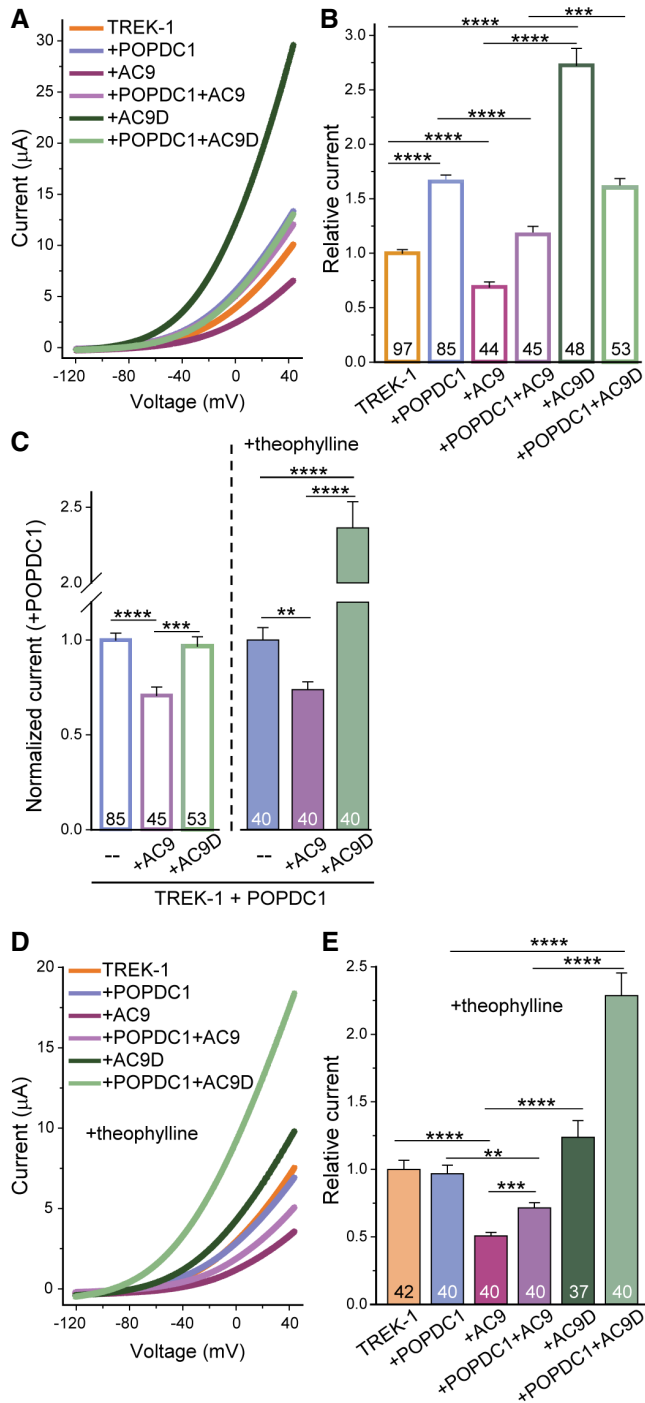 A
TREK-1
+POPDC1
+AC9
+POPDC1+AC9
+AC9D
+POPDC1+AC9D
30
25
20
15
10
5
0
Current (μA)
-120 -80 -40 0 40
Voltage (mV)
B
*** 
****
****
****
****
****
3.0
2.5
2.0
1.5
1.0
0.5
0.0
Relative current
97 85 44 45 48 53
TREK-1 +POPDC1 +AC9 +POPDC1+AC9 +AC9D +POPDC1+AC9D
C
+theophylline
****
****
**** *** **
2.5
2.0
1.0
0.5
0.0
Normalized current (+POPDC1)
85 45 53 40 40 40
-- +AC9 +AC9D -- +AC9 +AC9D
TREK-1 + POPDC1
D
TREK-1
+POPDC1
+AC9
+POPDC1+AC9
+AC9D
+POPDC1+AC9D
+theophylline
20
15
10
5
0
Current (μA)
-120 -80 -40 0 40
Voltage (mV)
E
****
****
+theophylline
****
****
**
***
2.5
2.0
1.5
1.0
0.5
0.0
Relative current
42 40 40 40 37 40
TREK-1 +POPDC1 +AC9 +POPDC1+AC9 +AC9D +POPDC1+AC9D